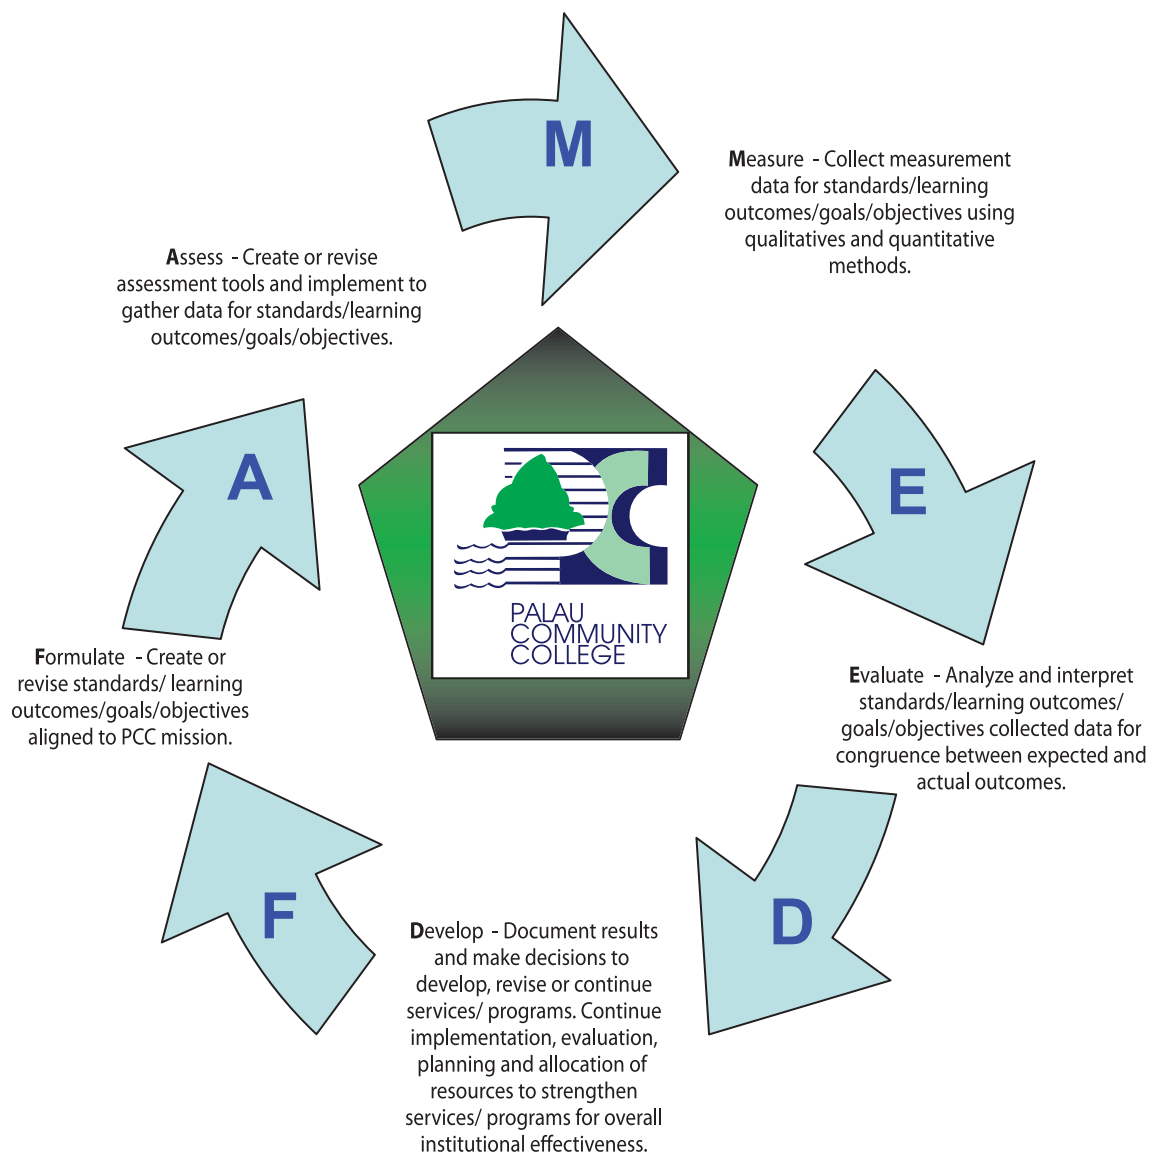 M
Measure - Collect measurement
data for standards/learning
outcomes/goals/objectives using
qualitatives and quantitative
methods.
Assess - Create or revise
assessment tools and implement to
gather data for standards/learning
outcomes/goals/objectives.
A
E
PALAU
COMMUNITY
COLLEGE
Formulate - Create or
revise standards/ learning
outcomes/goals/objectives
aligned to PCC mission.
Evaluate - Analyze and interpret
standards/learning outcomes/
goals/objectives collected data for
congruence between expected and
actual outcomes.
F
D
Develop - Document results
and make decisions to
develop, revise or continue
services/ programs. Continue
implementation, evaluation,
planning and allocation of
resources to strengthen
services/ programs for overall
institutional effectiveness.